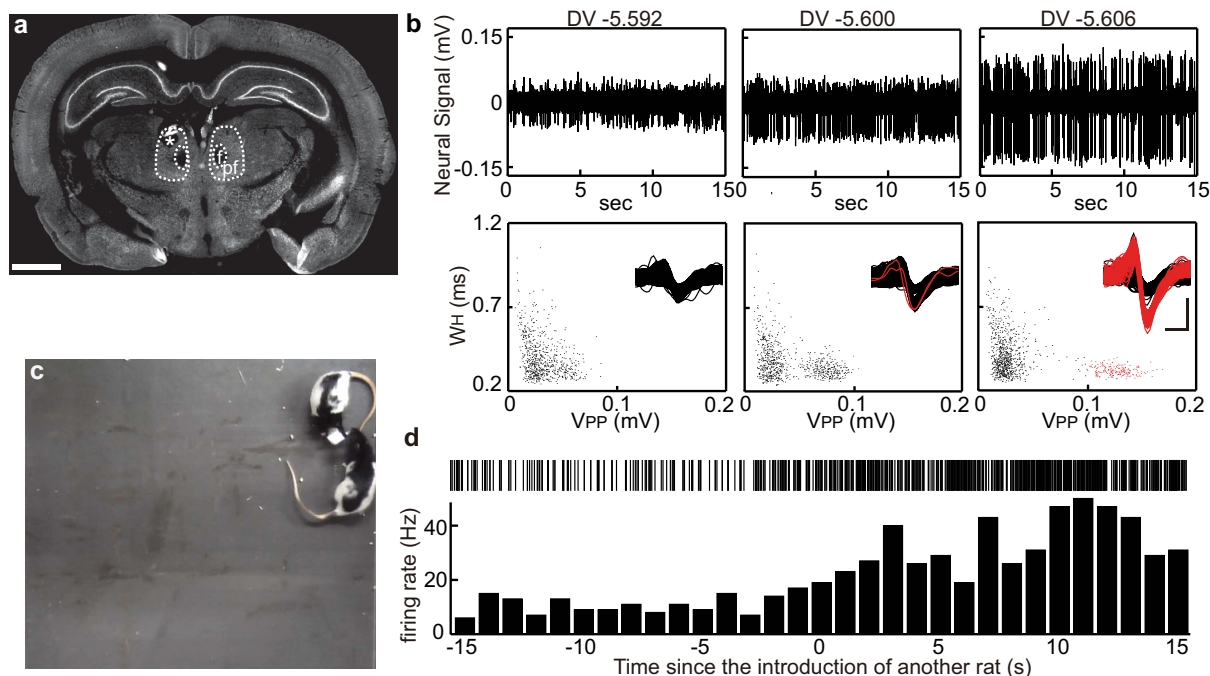 a
*
f
pf
b
DV -5.592
DV -5.600
DV -5.606
Neural Signal (mV)
0.15
0
-0.15
0 5 10 15
sec
0 5 10 15
sec
0 5 10 15
sec
WH (ms)
1.2
0.7
0.2
0 0.1 0.2
VPP (mV)
0 0.1 0.2
VPP (mV)
0 0.1 0.2
VPP (mV)
c
d
firing rate (Hz)
40
20
0
-15 -10 -5 0 5 10 15
Time since the introduction of another rat (s)